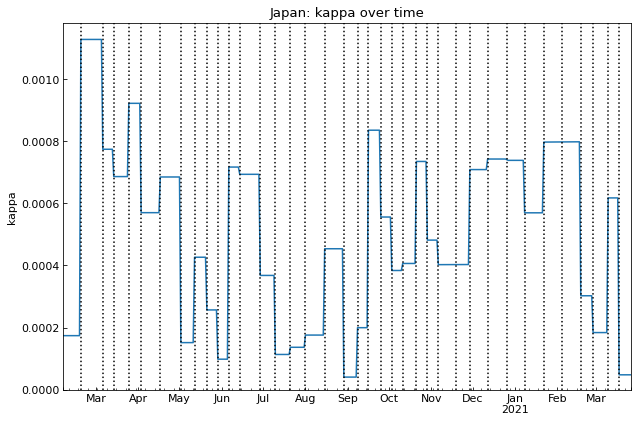 Japan: kappa over time
kappa
0.0010
0.0008
0.0006
0.0004
0.0002
0.0000
Mar Apr May Jun Jul Aug Sep Oct Nov Dec Jan Feb Mar
2021